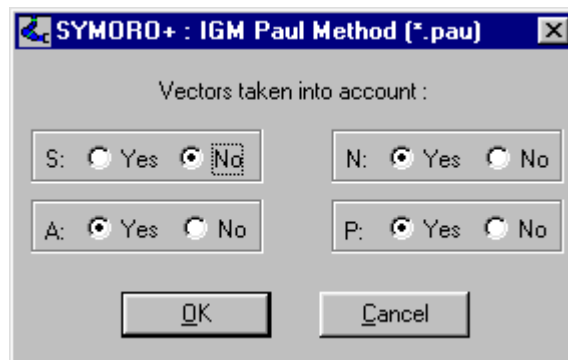 SYMORO+ : IGM Paul Method (*.pau)
Vectors taken into account :
S: Yes No N: Yes No
A: Yes No P: Yes No
OK Cancel